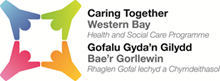 Caring Together
Western Bay
Health and Social Care Programme
Gofalu Gyda'n Gilydd
Bae'r Gorllewin
Rhaglen Gofal Iechyd a Chymdeithasol